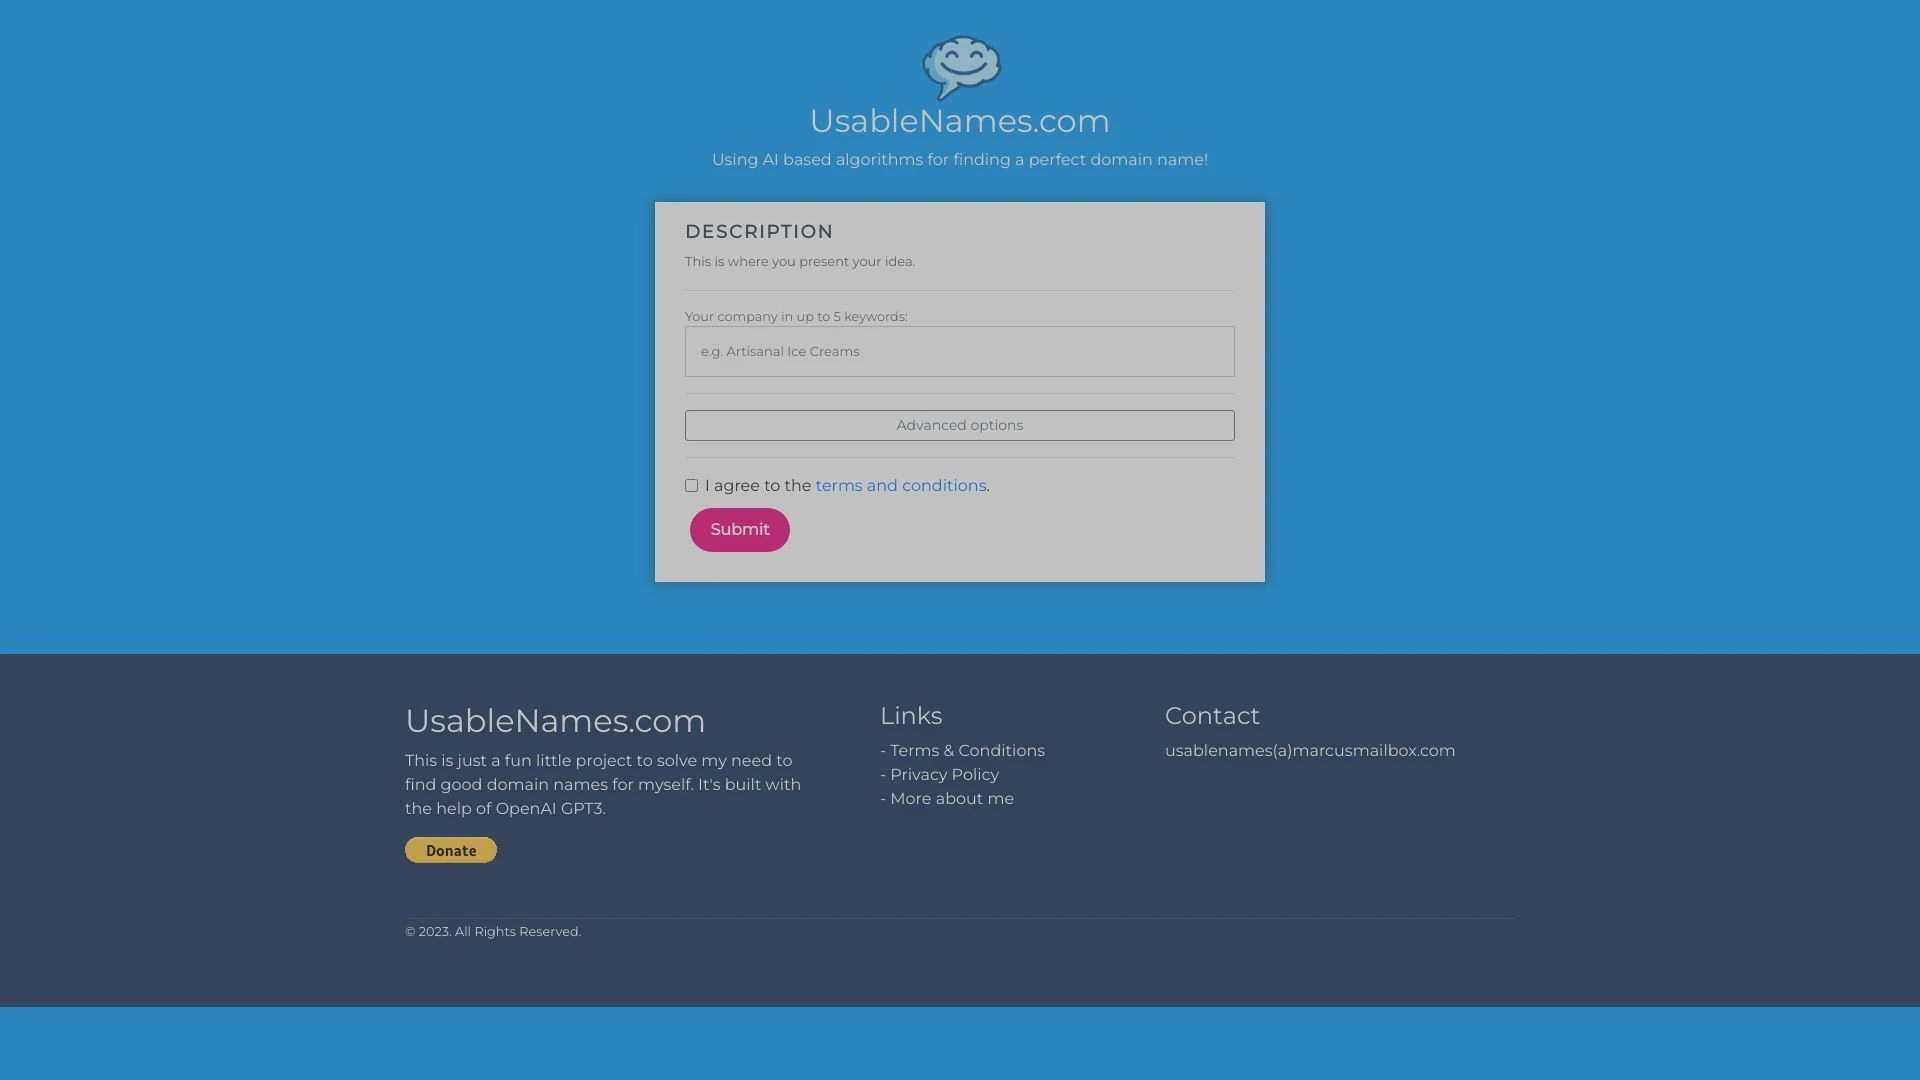 UsableNames.com
Using AI based algorithms for finding a perfect domain name!
DESCRIPTION
This is where you present your idea.
Your company in up to 5 keywords:
e.g. Artisanal Ice Creams
Advanced options
I agree to the terms and conditions.
Submit
UsableNames.com
This is just a fun little project to solve my need to
find good domain names for myself. It's built with
the help of OpenAI GPT3.
Donate
Links
- Terms & Conditions
- Privacy Policy
- More about me
Contact
usablenames(a)marcusmailbox.com
© 2023. All Rights Reserved.